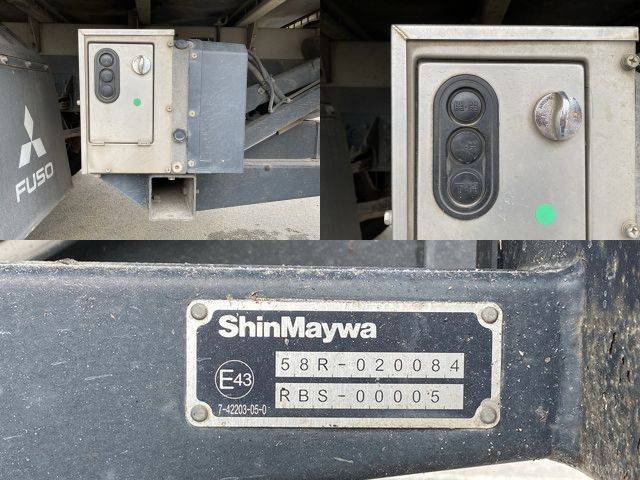 FUSO
ShinMaywa
E43
58R-020084
RBS-00005
7-42203-05-0